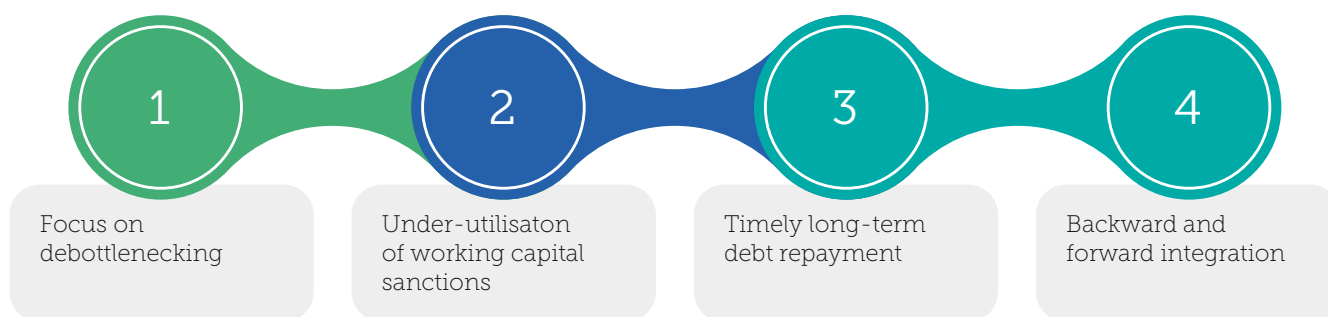 1
2
3
4
Focus on
debottlenecking
Under-utilisaton
of working capital
sanctions
Timely long-term
debt repayment
Backward and
forward integration